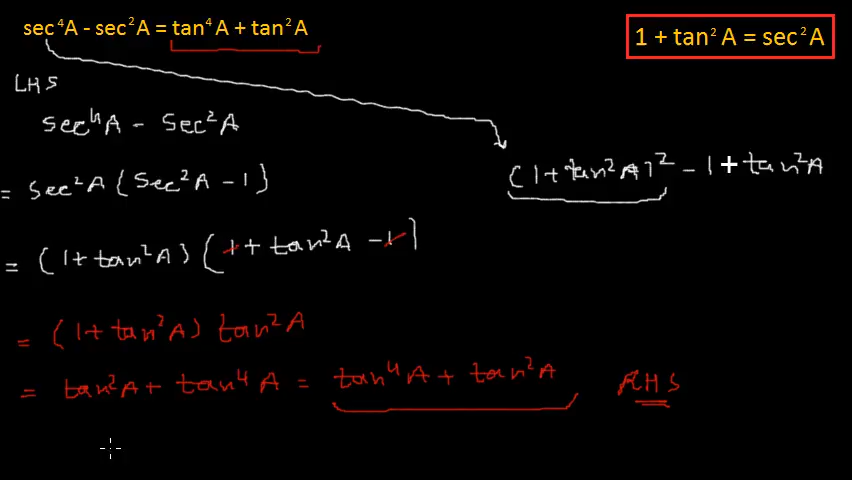 sec⁴A - sec²A = tan⁴A + tan²A
1 + tan²A = sec²A
LHS
sec⁴A - sec²A
(1+tan²A)² - 1 + tan²A
= sec²A {sec²A - 1}
= (1+tan²A) (1+tan²A - 1)
= (1+tan²A) tan²A
= tan²A + tan⁴A = tan⁴A + tan²A RHS